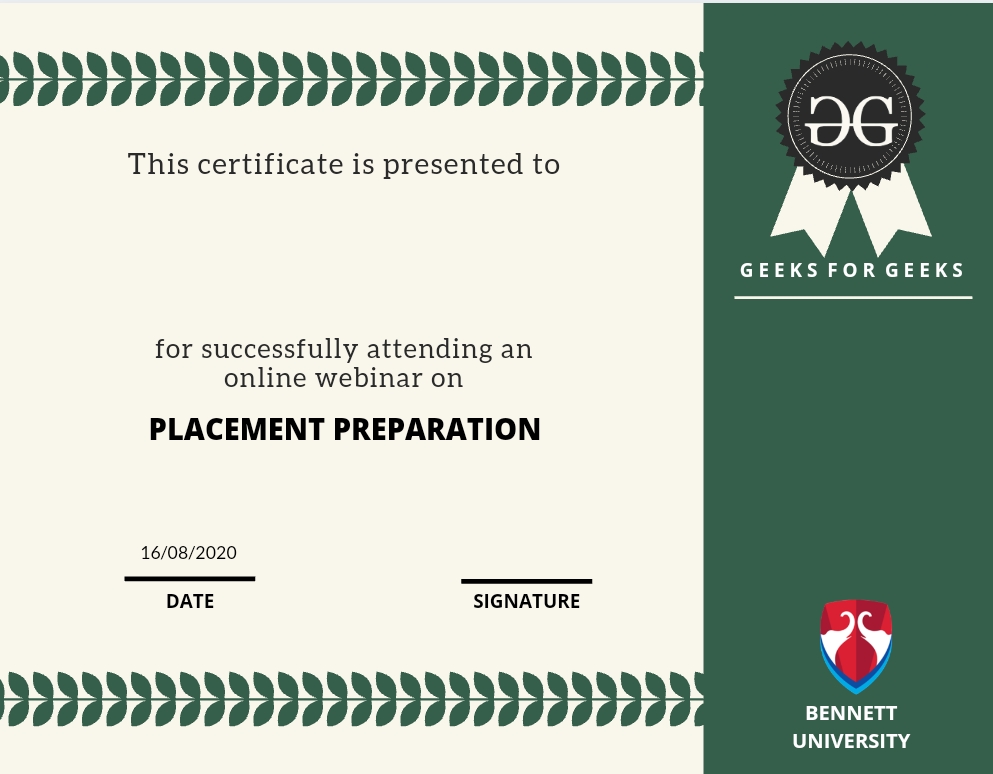 This certificate is presented to
for successfully attending an
online webinar on
PLACEMENT PREPARATION
16/08/2020
DATE
SIGNATURE
GEEKS FOR GEEKS
BENNETT
UNIVERSITY